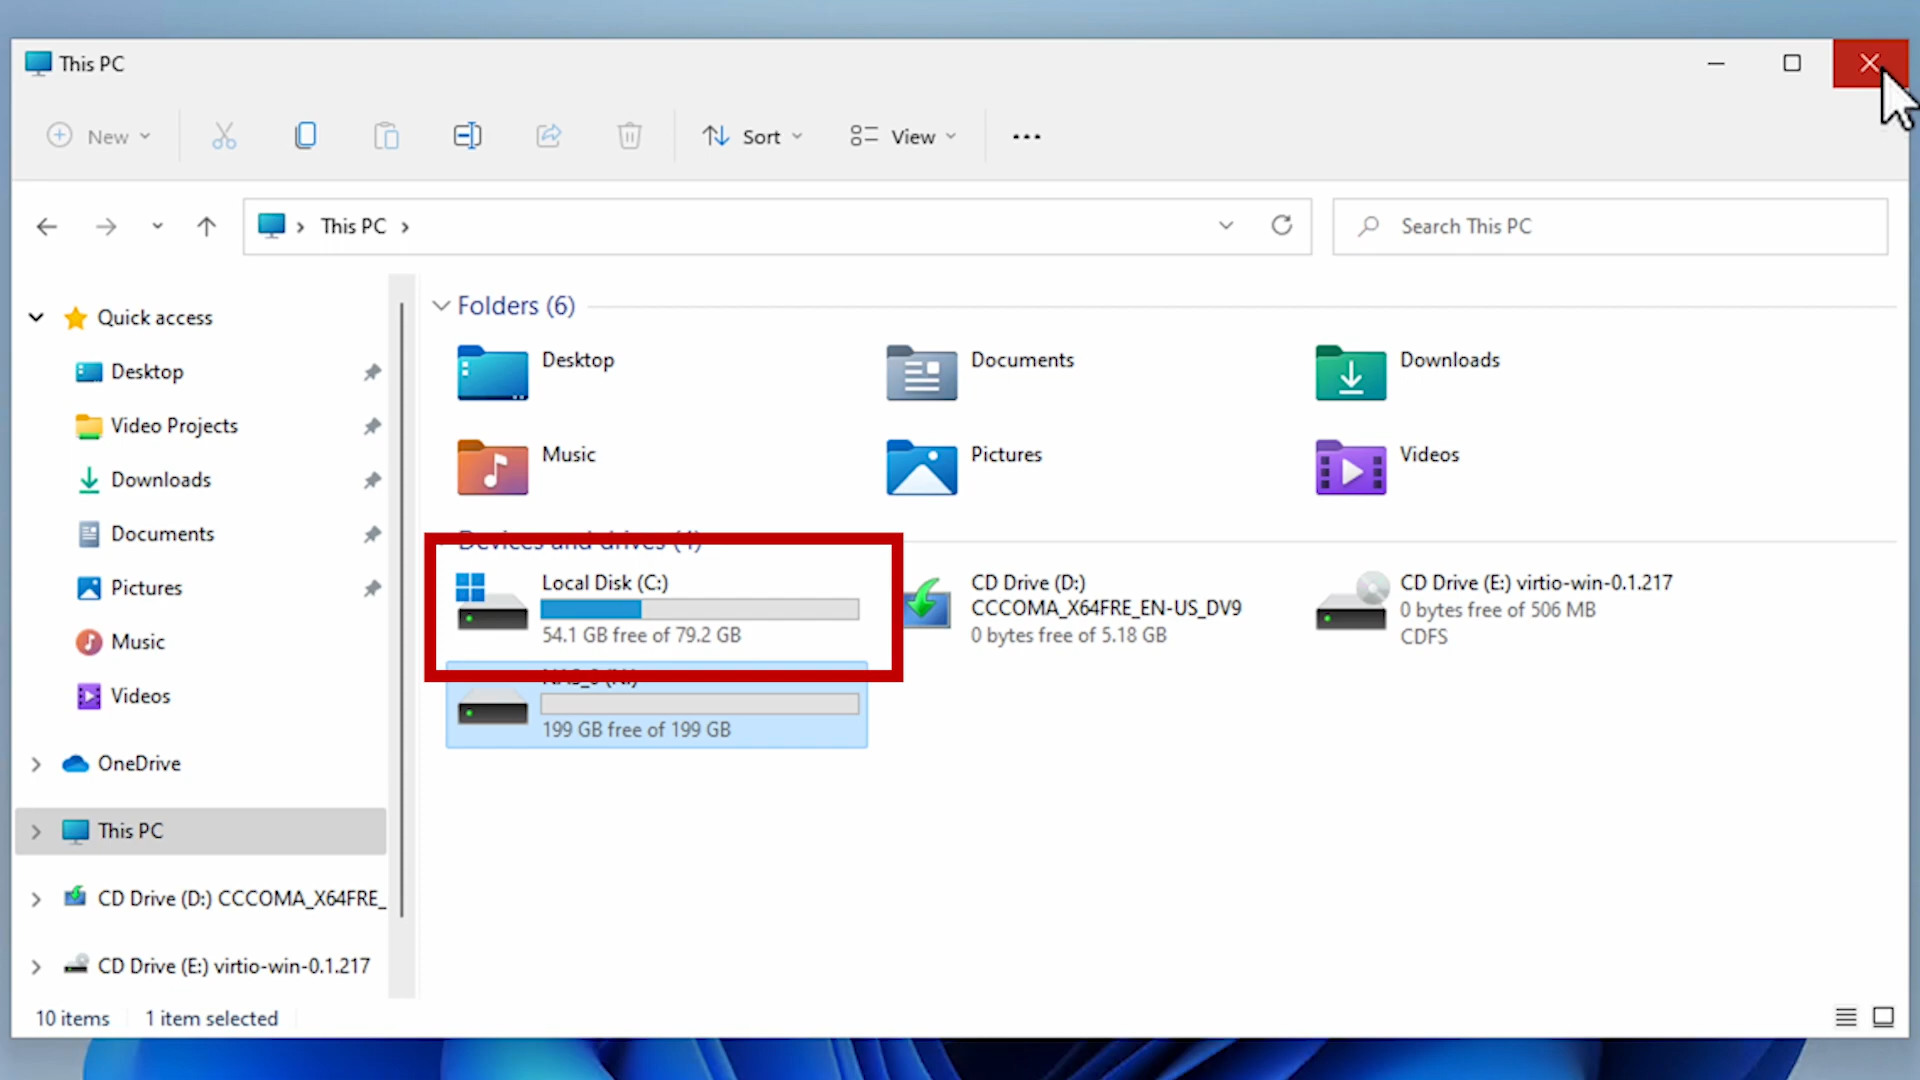 This PC
New
Sort
View
This PC
Search This PC
Quick access
Desktop
Video Projects
Downloads
Documents
Pictures
Music
Videos
OneDrive
This PC
CD Drive (D:) CCCOMA_X64FRE_
CD Drive (E:) virtio-win-0.1.217
Folders (6)
Desktop
Documents
Downloads
Music
Pictures
Videos
Devices and drives (4)
Local Disk (C:)
54.1 GB free of 79.2 GB
CD Drive (D:)
CCCOMA_X64FRE_EN-US_DV9
0 bytes free of 5.18 GB
CD Drive (E:) virtio-win-0.1.217
0 bytes free of 506 MB
CDFS
199 GB free of 199 GB
10 items
1 item selected